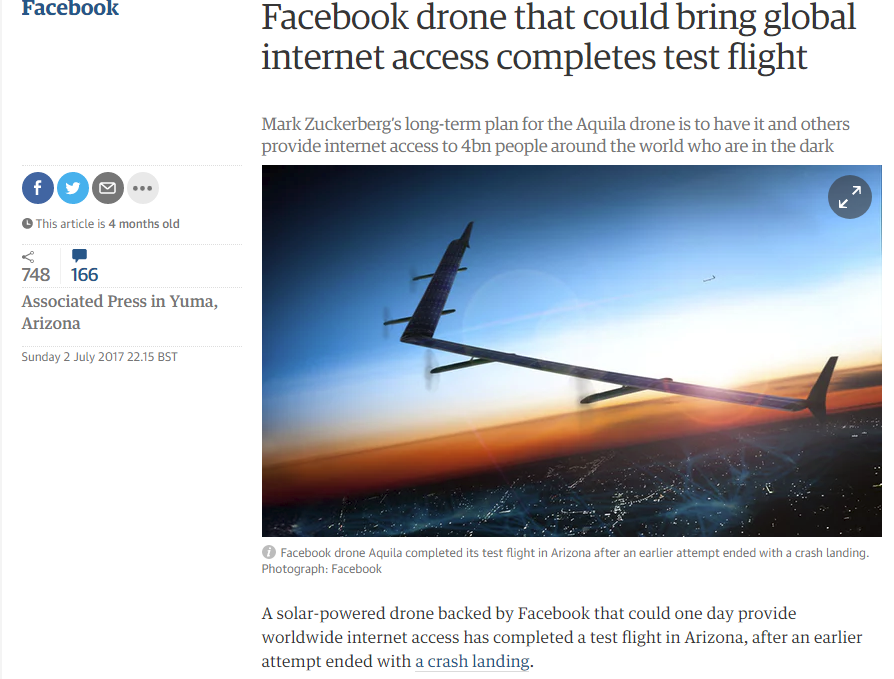 Facebook
Facebook drone that could bring global
internet access completes test flight
Mark Zuckerberg's long-term plan for the Aquila drone is to have it and others
provide internet access to 4bn people around the world who are in the dark
This article is 4 months old
748 166
Associated Press in Yuma,
Arizona
Sunday 2 July 2017 22.15 BST
Facebook drone Aquila completed its test flight in Arizona after an earlier attempt ended with a crash landing.
Photograph: Facebook
A solar-powered drone backed by Facebook that could one day provide
worldwide internet access has completed a test flight in Arizona, after an earlier
attempt ended with a crash landing.